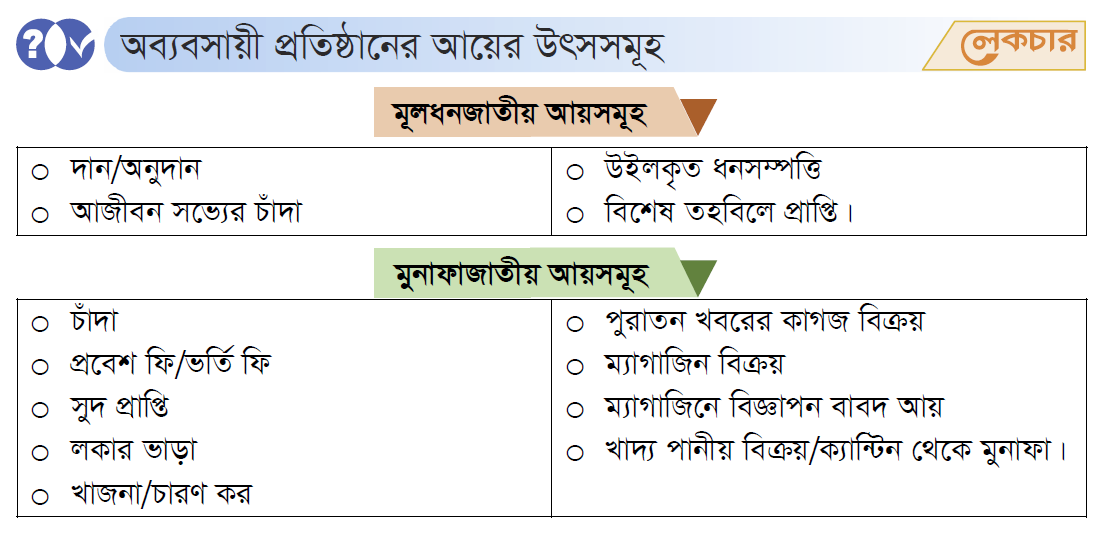 অব্যবসায়ী প্রতিষ্ঠানের আয়ের উৎসসমূহ
লেকচার
মূলধনজাতীয় আয়সমূহ
○ দান/অনুদান
○ আজীবন সভ্যের চাঁদা
○ উইলকৃত ধনসম্পত্তি
○ বিশেষ তহবিলে প্রাপ্তি।
মুনাফাজাতীয় আয়সমূহ
○ চাঁদা
○ প্রবেশ ফি/ভর্তি ফি
○ সুদ প্রাপ্তি
○ লকার ভাড়া
○ খাজনা/চারণ কর
○ পুরাতন খবরের কাগজ বিক্রয়
○ ম্যাগাজিন বিক্রয়
○ ম্যাগাজিনে বিজ্ঞাপন বাবদ আয়
○ খাদ্য পানীয় বিক্রয়/ক্যান্টিন থেকে মুনাফা।